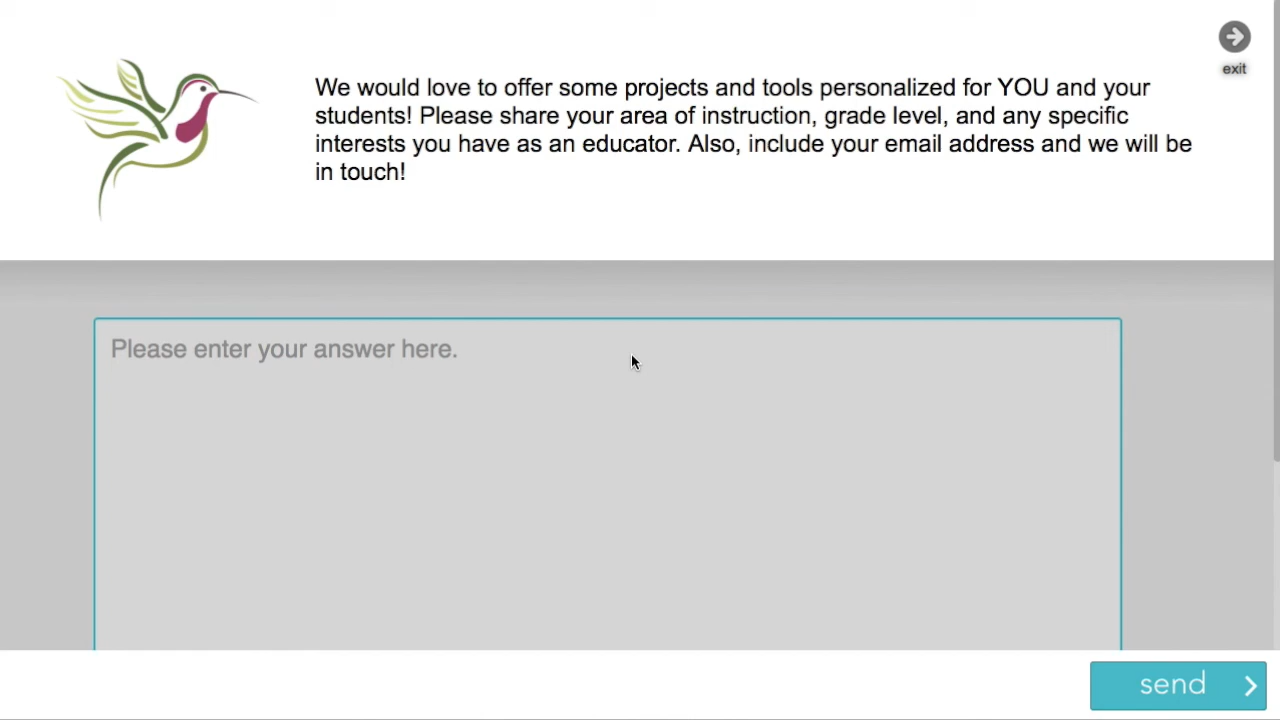 exit
We would love to offer some projects and tools personalized for YOU and your
students! Please share your area of instruction, grade level, and any specific
interests you have as an educator. Also, include your email address and we will be
in touch!
Please enter your answer here.
send